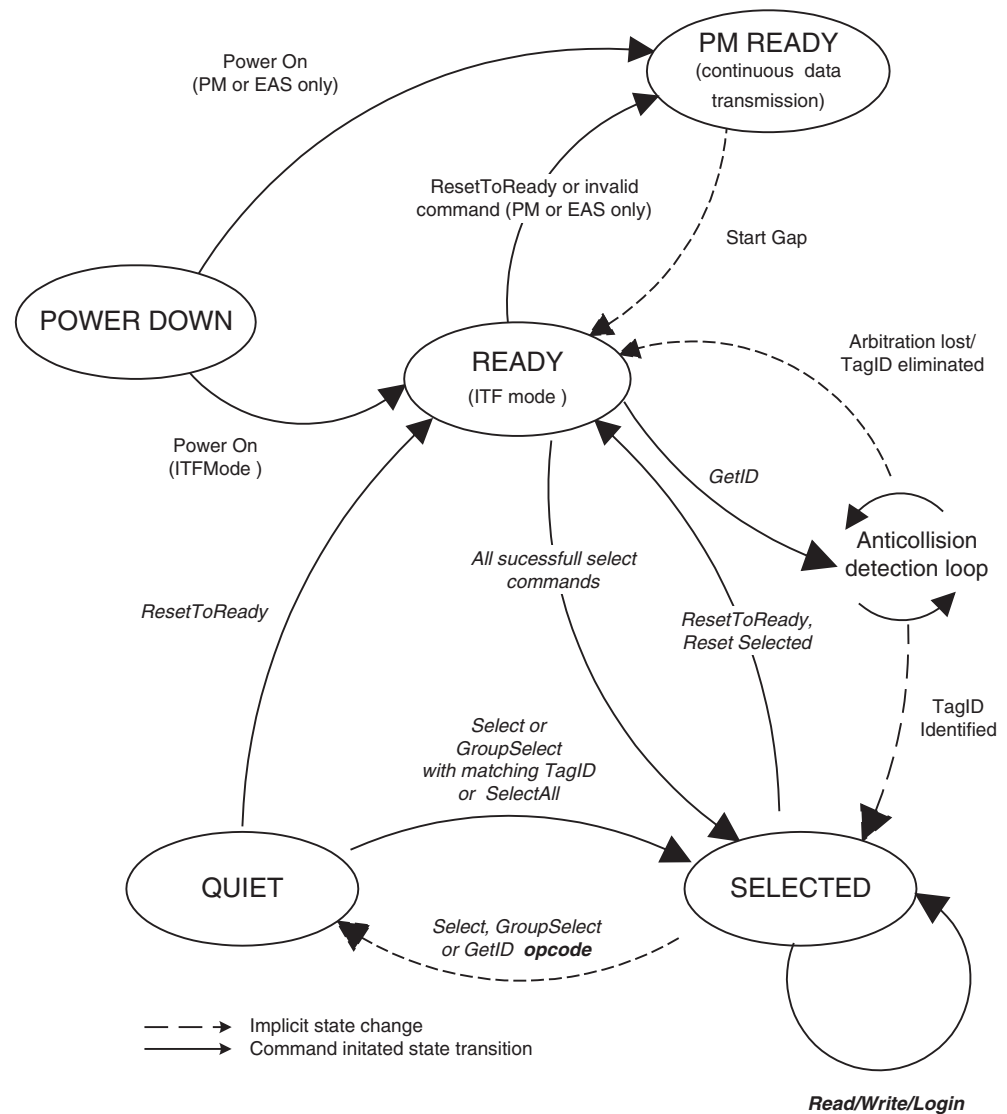 PM READY
(continuous data
transmission)
Power On
(PM or EAS only)
ResetToReady or invalid
command (PM or EAS only)
Start Gap
POWER DOWN
READY
(ITF mode )
Arbitration lost/
TagID eliminated
Power On
(ITFMode )
GetID
Anticollision
detection loop
All sucessfull select
commands
ResetToReady
ResetToReady,
Reset Selected
TagID
Identified
Select or
GroupSelect
with matching TagID
or SelectAll
QUIET
SELECTED
Select, GroupSelect
or GetID opcode
Implicit state change
Command initated state transition
Read/Write/Login